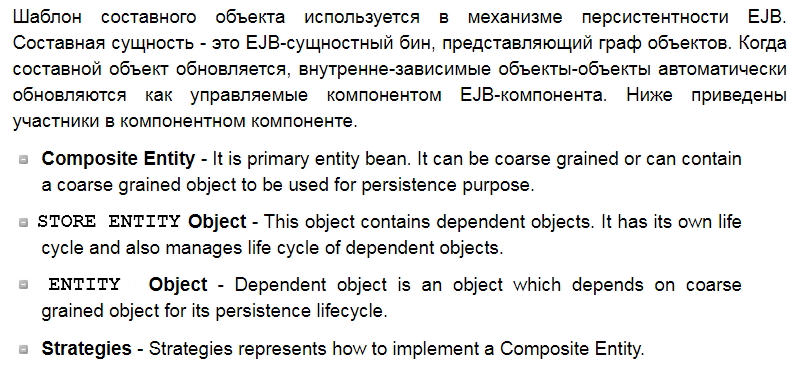 Шаблон составного объекта используется в механизме персистентности EJB.
Составная сущность - это EJB-сущностный бин, представляющий граф объектов. Когда
составной объект обновляется, внутренне-зависимые объекты-объекты автоматически
обновляются как управляемые компонентом EJB-компонента. Ниже приведены
участники в компонентном компоненте.
Composite Entity - It is primary entity bean. It can be coarse grained or can contain
a coarse grained object to be used for persistence purpose.
STORE ENTITY Object - This object contains dependent objects. It has its own life
cycle and also manages life cycle of dependent objects.
ENTITY Object - Dependent object is an object which depends on coarse
grained object for its persistence lifecycle.
Strategies - Strategies represents how to implement a Composite Entity.